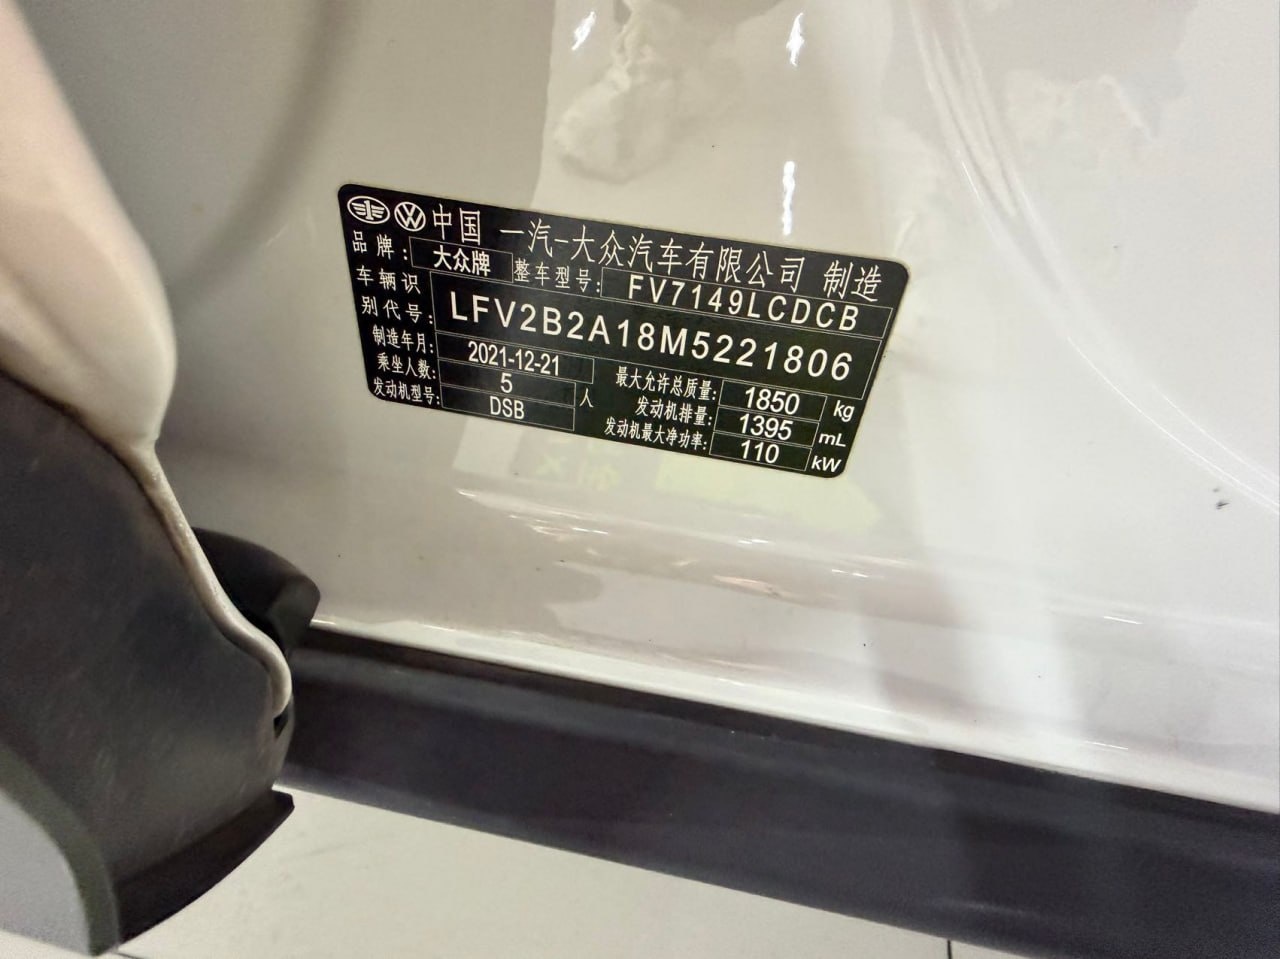 中国 一汽-大众汽车有限公司 制造
品牌: 大众牌 整车型号: FV7149LCDCB
车辆识别代号: LFV2B2A18M5221806
制造年月: 2021-12-21 最大允许总质量: 1850 kg
乘坐人数: 5 人 发动机排量: 1395 mL
发动机型号: DSB 发动机最大净功率: 110 kW